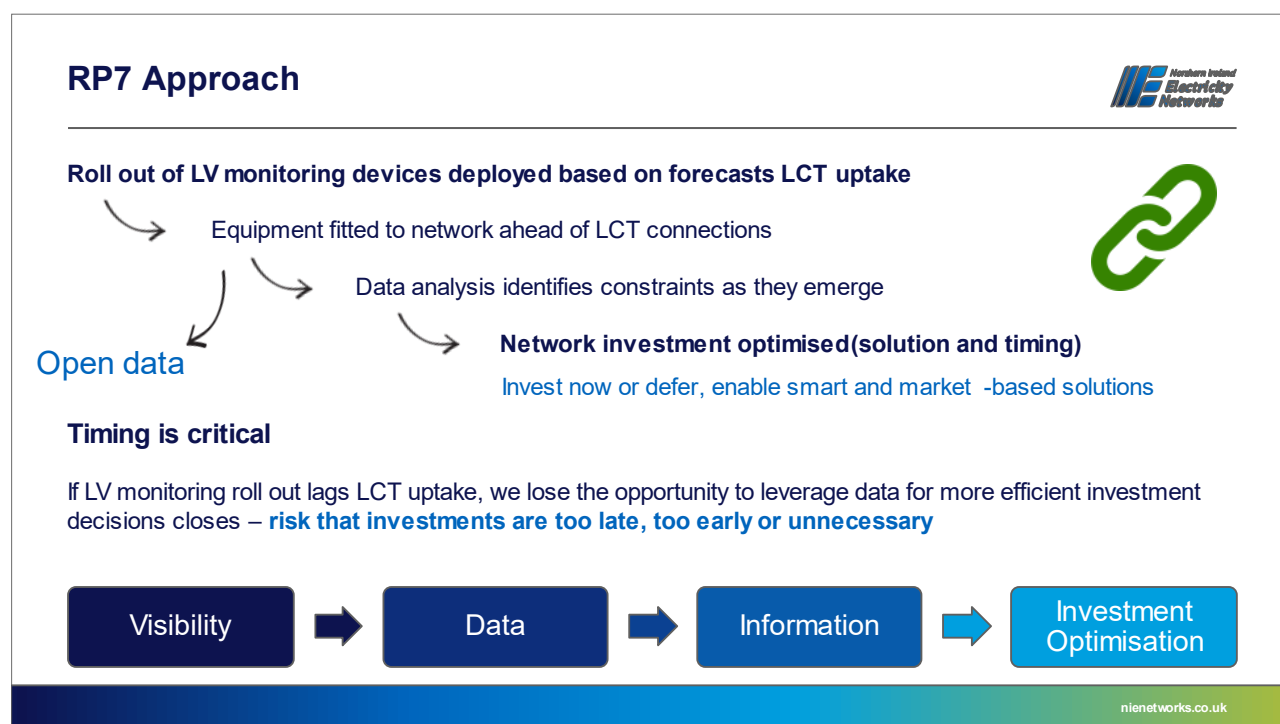 RP7 Approach
Northern Ireland
Electricity
Networks
Roll out of LV monitoring devices deployed based on forecasts LCT uptake
Equipment fitted to network ahead of LCT connections
Data analysis identifies constraints as they emerge
Network investment optimised(solution and timing)
Open data
Invest now or defer, enable smart and market -based solutions
Timing is critical
If LV monitoring roll out lags LCT uptake, we lose the opportunity to leverage data for more efficient investment
decisions closes – risk that investments are too late, too early or unnecessary
Visibility
Data
Information
Investment
Optimisation
nienetworks.co.uk